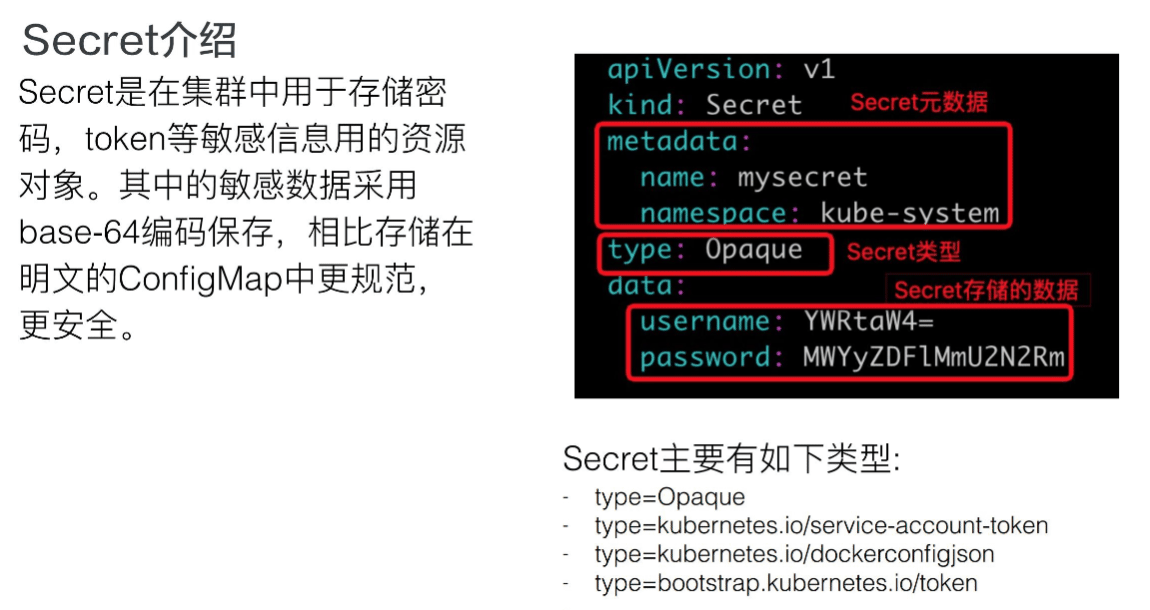 Secret介绍
Secret是在集群中用于存储密
码，token等敏感信息用的资源
对象。其中的敏感数据采用
base-64编码保存，相比存储在
明文的ConfigMap中更规范，
更安全。
apiVersion: v1
kind: Secret
Secret元数据
metadata:
name: mysecret
namespace: kube-system
type: Opaque
Secret类型
data:
Secret存储的数据
username: YWRtaW4=
password: MWYyZDFlMmU2N2Rm
Secret主要有如下类型:
- type=Opaque
- type=kubernetes.io/service-account-token
- type=kubernetes.io/dockerconfigjson
- type=bootstrap.kubernetes.io/token